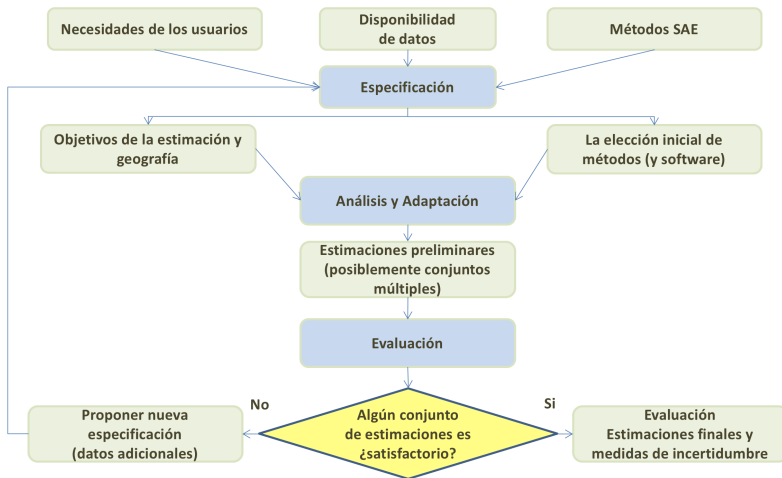 Necesidades de los usuarios
Disponibilidad
de datos
Métodos SAE
Especificación
Objetivos de la estimación y
geografía
La elección inicial de
métodos (y software)
Análisis y Adaptación
Estimaciones preliminares
(posiblemente conjuntos
múltiples)
Evaluación
No
Algún conjunto
de estimaciones es
¿satisfactorio?
Si
Proponer nueva
especificación
(datos adicionales)
Evaluación
Estimaciones finales y
medidas de incertidumbre